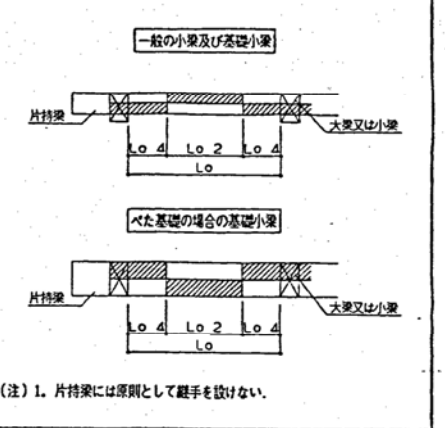 一般の小梁及び基礎小梁
片持梁
大梁又は小梁
Lo 4 Lo 2 Lo 4
Lo
べた基礎の場合の基礎小梁
片持梁
大梁又は小梁
Lo 4 Lo 2 Lo 4
Lo
(注) 1. 片持梁には原則として継手を設けない.